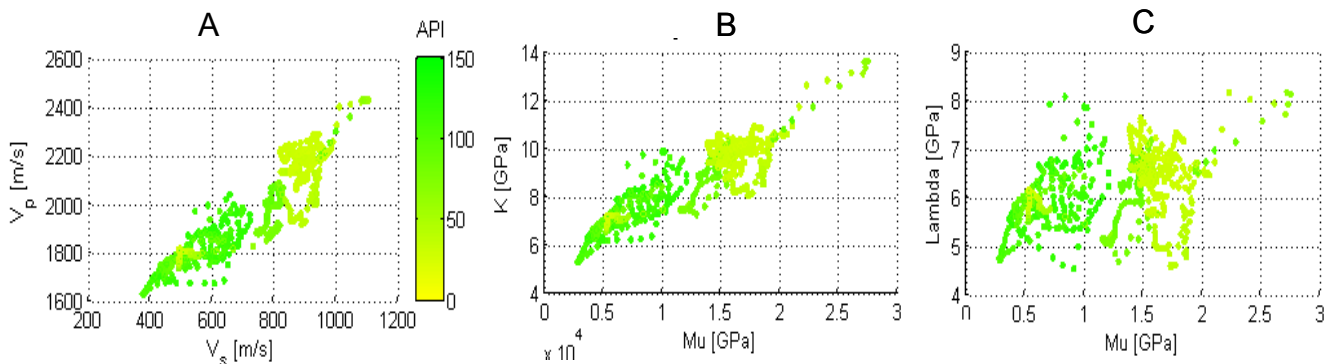 A
API
B
C
2600
2400
2200
2000
1800
1600
V_p [m/s]
200 400 600 800 1000 1200
V_s [m/s]
150
100
50
0
14
12
10
8
6
4
K [GPa]
0 0.5 1 1.5 2 2.5 3
x 10^4
Mu [GPa]
9
8
7
6
5
4
Lambda [GPa]
0.5 1 1.5 2 2.5 3
Mu [GPa]